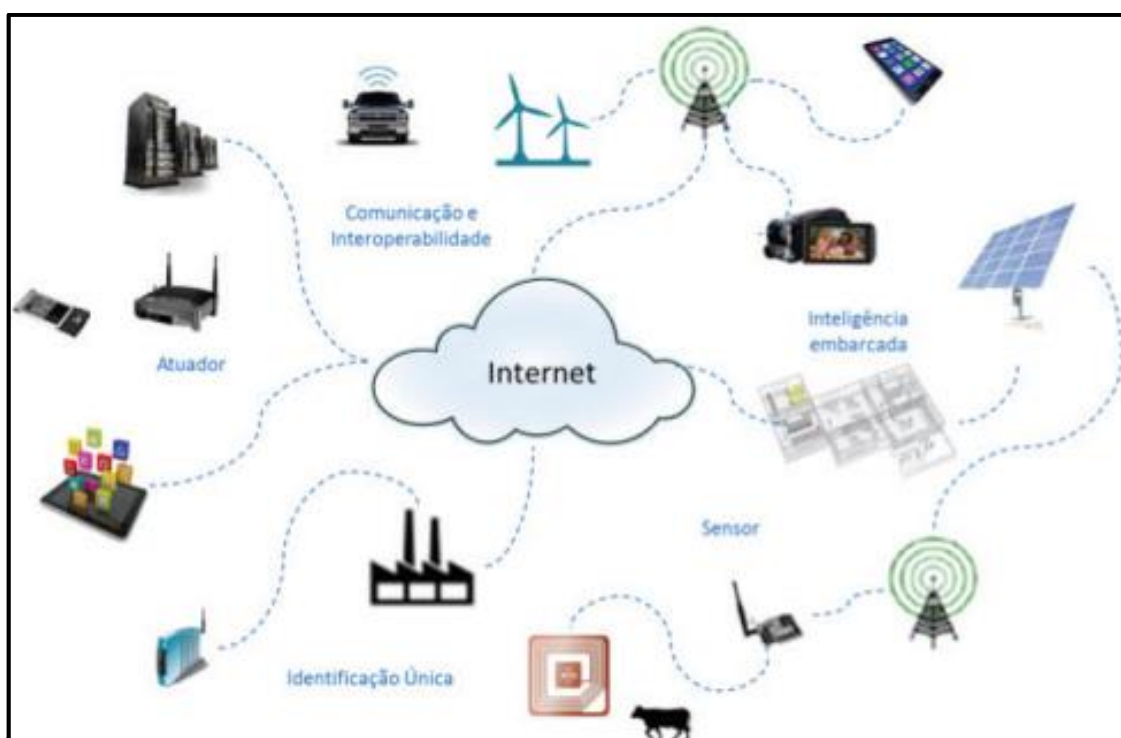 Comunicação e
Interoperabilidade
Atuador
Internet
Inteligência
embarcada
Sensor
Identificação Única